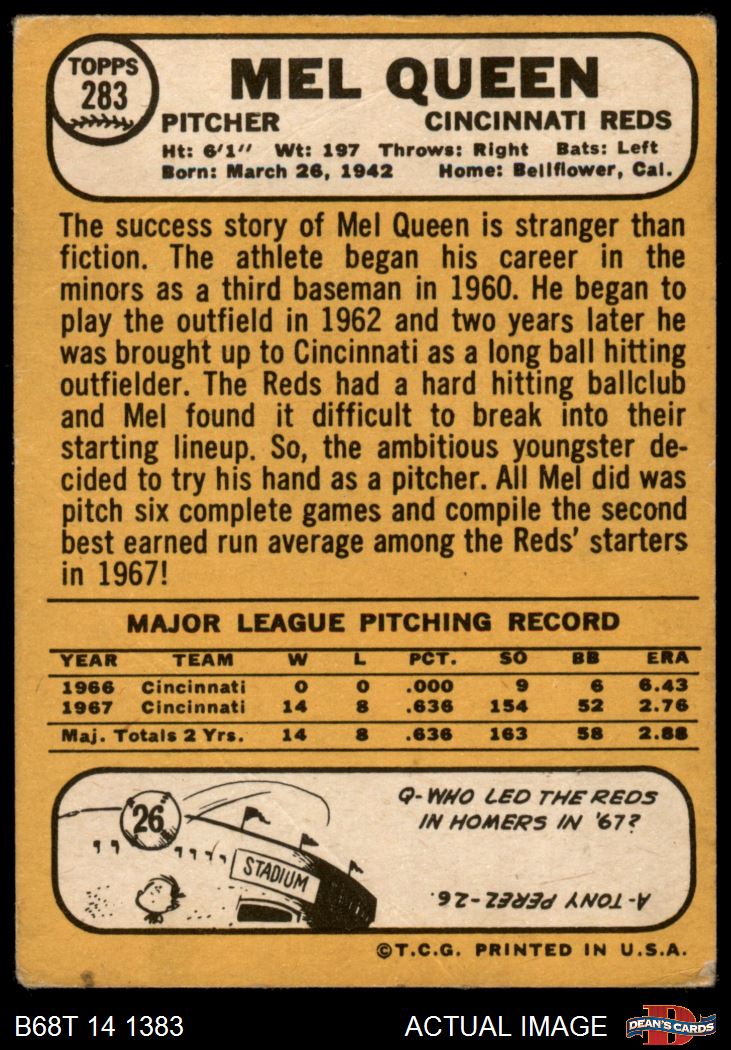 TOPPS
283
MEL QUEEN
PITCHER CINCINNATI REDS
Ht: 6'1" Wt: 197 Throws: Right Bats: Left
Born: March 26, 1942 Home: Bellflower, Cal.
The success story of Mel Queen is stranger than
fiction. The athlete began his career in the
minors as a third baseman in 1960. He began to
play the outfield in 1962 and two years later he
was brought up to Cincinnati as a long ball hitting
outfielder. The Reds had a hard hitting ballclub
and Mel found it difficult to break into their
starting lineup. So, the ambitious youngster de-
cided to try his hand as a pitcher. All Mel did was
pitch six complete games and compile the second
best earned run average among the Reds' starters
in 1967!
MAJOR LEAGUE PITCHING RECORD
YEAR TEAM W L PCT. SO BB ERA
1966 Cincinnati 0 0 .000 9 6 6.43
1967 Cincinnati 14 8 .636 154 52 2.76
Maj. Totals 2 Yrs. 14 8 .636 163 58 2.88
26
STADIUM
Q-WHO LED THE REDS
IN HOMERS IN '67?
A-TONY PEREZ-26.
©T.C.G. PRINTED IN U.S.A.
B68T 14 1383 ACTUAL IMAGE
D
DEAN'S CARDS